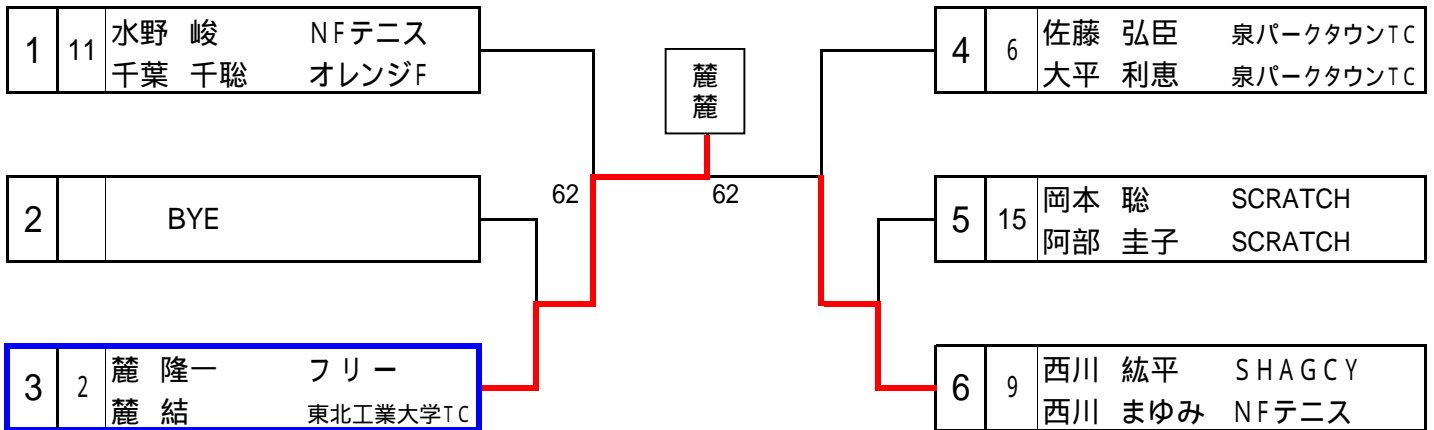 1 11 水野 峻 NFテニス
千葉 千聡 オレンジF
2 BYE
3 2 麓 隆一 フリー
麓 結 東北工業大学TC
62
麓
麓
62
4 6 佐藤 弘臣 泉パークタウンTC
大平 利恵 泉パークタウンTC
5 15 岡本 聡 SCRATCH
阿部 圭子 SCRATCH
6 9 西川 紘平 SHAGCY
西川 まゆみ NFテニス